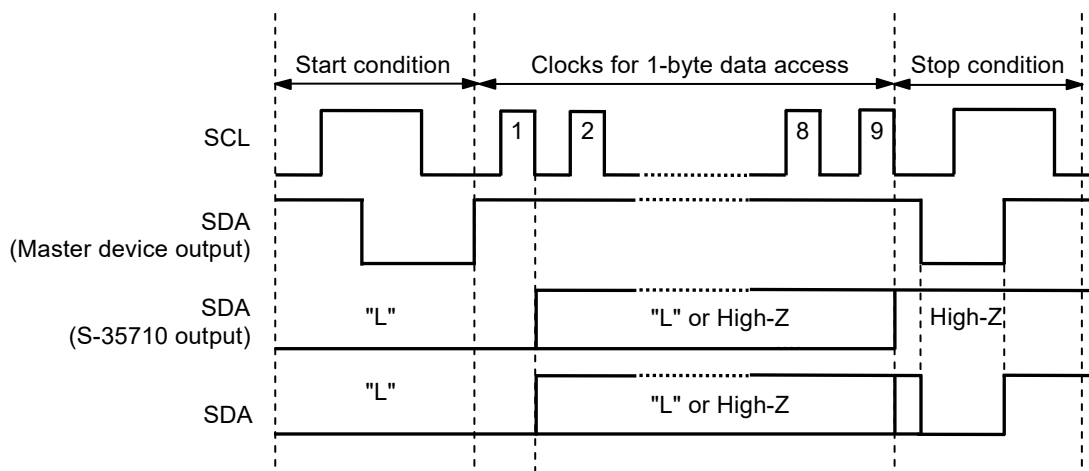 Start condition
Clocks for 1-byte data access
Stop condition
SCL
1
2
8
9
SDA
(Master device output)
SDA
(S-35710 output)
"L"
"L" or High-Z
High-Z
SDA
"L"
"L" or High-Z